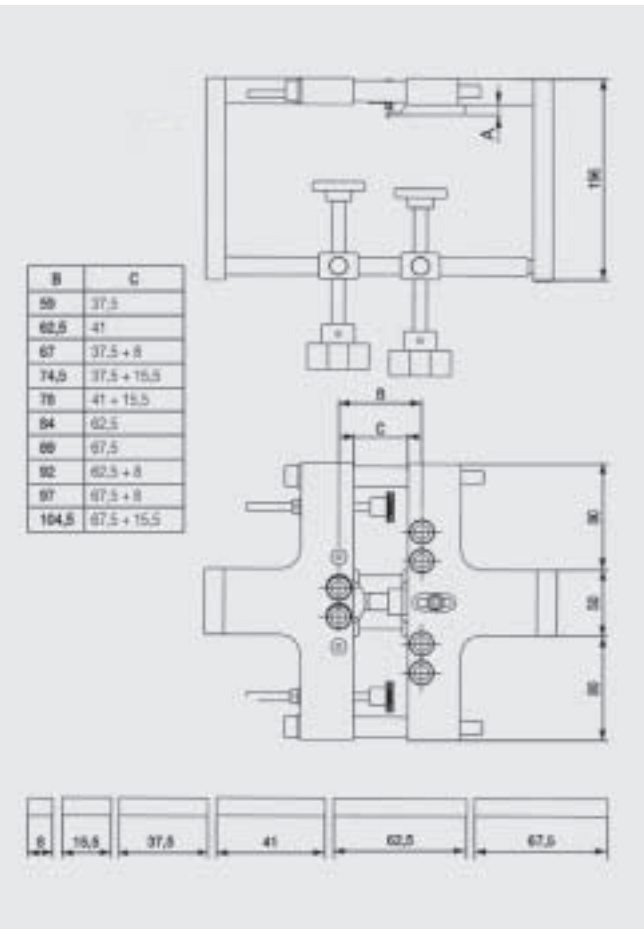 A
B C
59 37,5
62,5 41
67 37,5 + 8
74,5 37,5 + 15,5
78 41 + 15,5
84 62,5
89 67,5
92 62,5 + 8
97 67,5 + 8
104,5 67,5 + 15,5
B
C
8 15,5 37,5 41 62,5 67,5